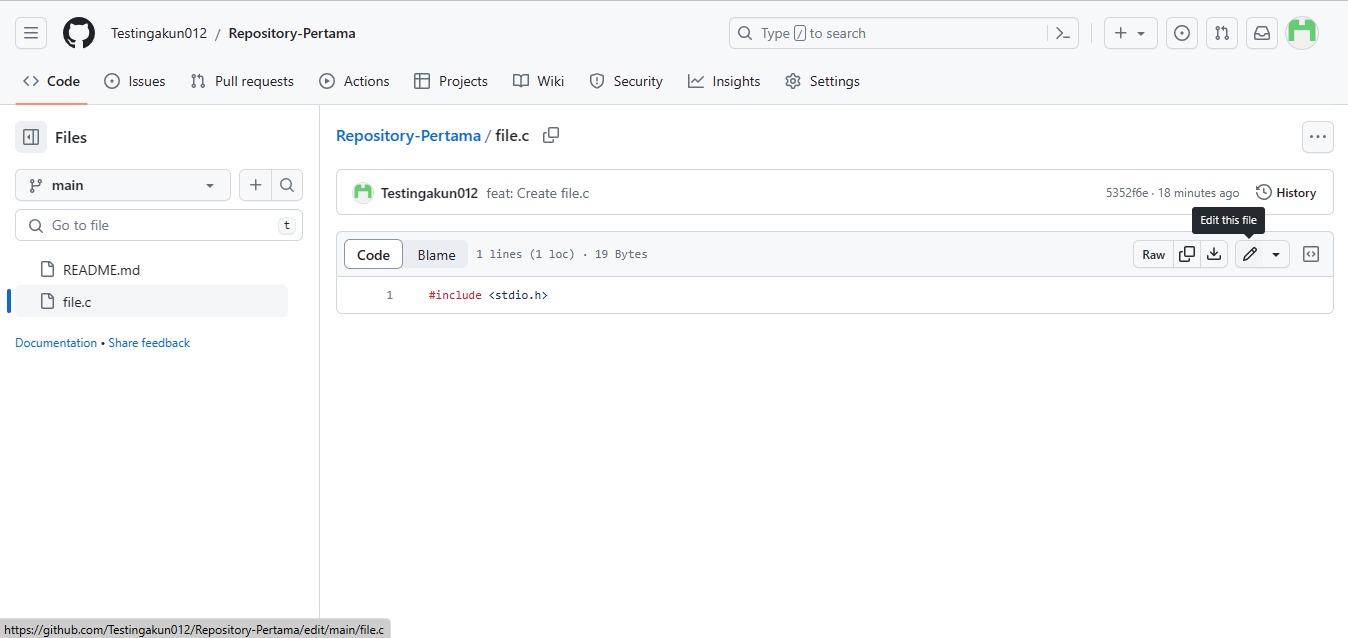 Testingakun012 / Repository-Pertama
Type / to search
Code Issues Pull requests Actions Projects Wiki Security Insights Settings
Files
main
Go to file t
README.md
file.c
Documentation • Share feedback
Repository-Pertama / file.c
Testingakun012 feat: Create file.c 5352f6e · 18 minutes ago History
Edit this file
Code Blame 1 lines (1 loc) · 19 Bytes Raw
1 #include <stdio.h>
https://github.com/Testingakun012/Repository-Pertama/edit/main/file.c